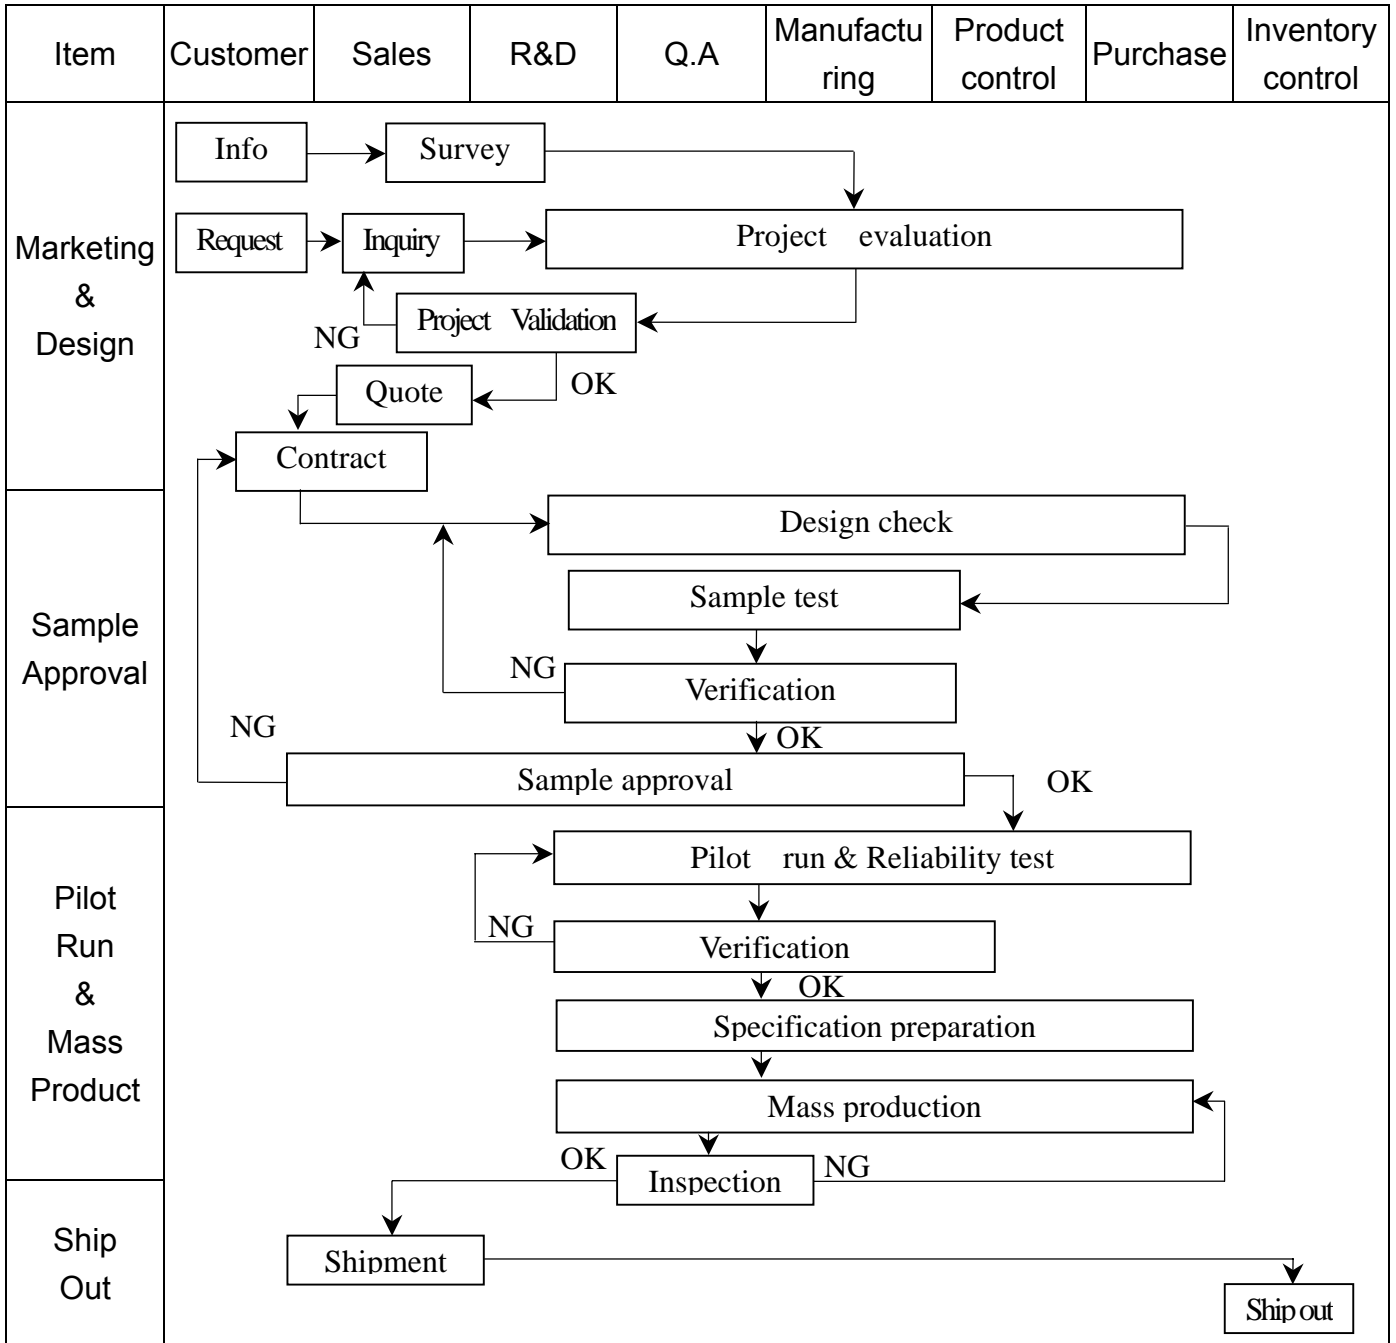 Item
Customer
Sales
R&D
Q.A
Manufactu
ring
Product
control
Purchase
Inventory
control
Marketing
&
Design
Info
Survey
Request
Inquiry
Project evaluation
Project Validation
NG
OK
Quote
Contract
Sample
Approval
Design check
Sample test
NG
Verification
NG
OK
Sample approval
OK
Pilot
Run
&
Mass
Product
Pilot run & Reliability test
NG
Verification
OK
Specification preparation
Mass production
OK
Inspection
NG
Ship
Out
Shipment
Ship out